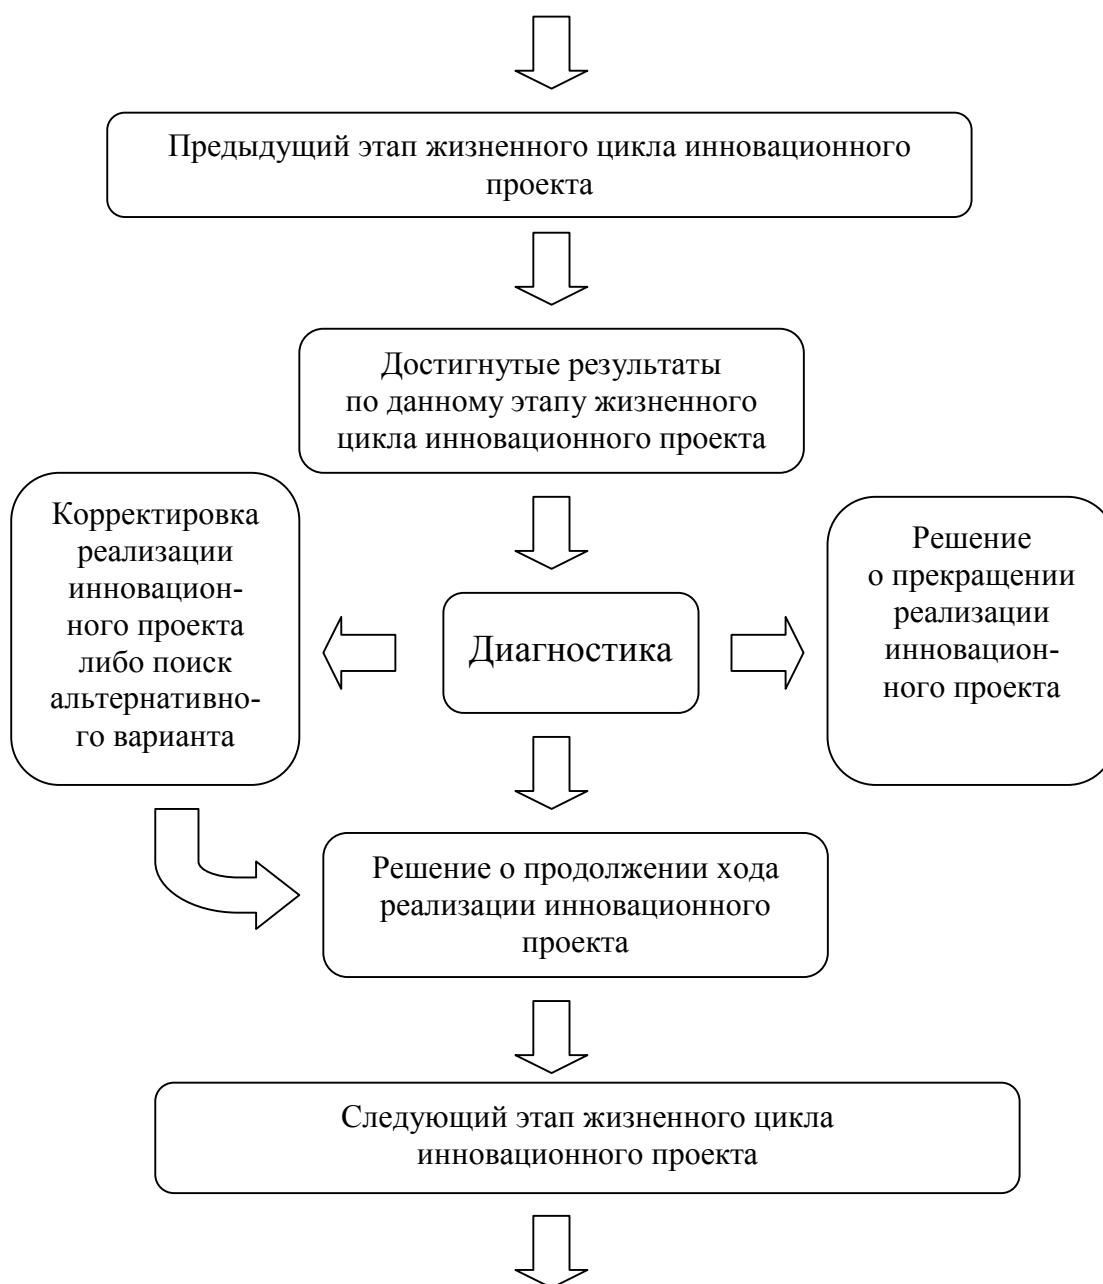 Предыдущий этап жизненного цикла инновационного
проекта
Достигнутые результаты
по данному этапу жизненного
цикла инновационного проекта
Корректировка
реализации
инновацион-
ного проекта
либо поиск
альтернативно-
го варианта
Диагностика
Решение
о прекращении
реализации
инновацион-
ного проекта
Решение о продолжении хода
реализации инновационного
проекта
Следующий этап жизненного цикла
инновационного проекта